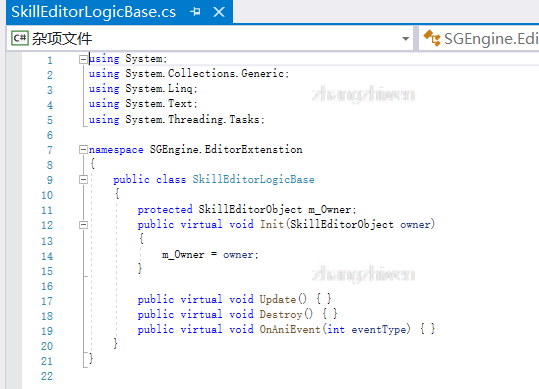 SkillEditorLogicBase.cs
杂项文件
SGEngine.Edi
1 using System;
2 using System.Collections.Generic;
3 using System.Linq;
4 using System.Text;
5 using System.Threading.Tasks;
6
7 namespace SGEngine.EditorExtenstion
8 {
9 public class SkillEditorLogicBase
10 {
11 protected SkillEditorObject m_Owner;
12 public virtual void Init(SkillEditorObject owner)
13 {
14 m_Owner = owner;
15 }
16
17 public virtual void Update() { }
18 public virtual void Destroy() { }
19 public virtual void OnAniEvent(int eventType) { }
20 }
21 }
22
zhangzhiwen
zhangzhiwen